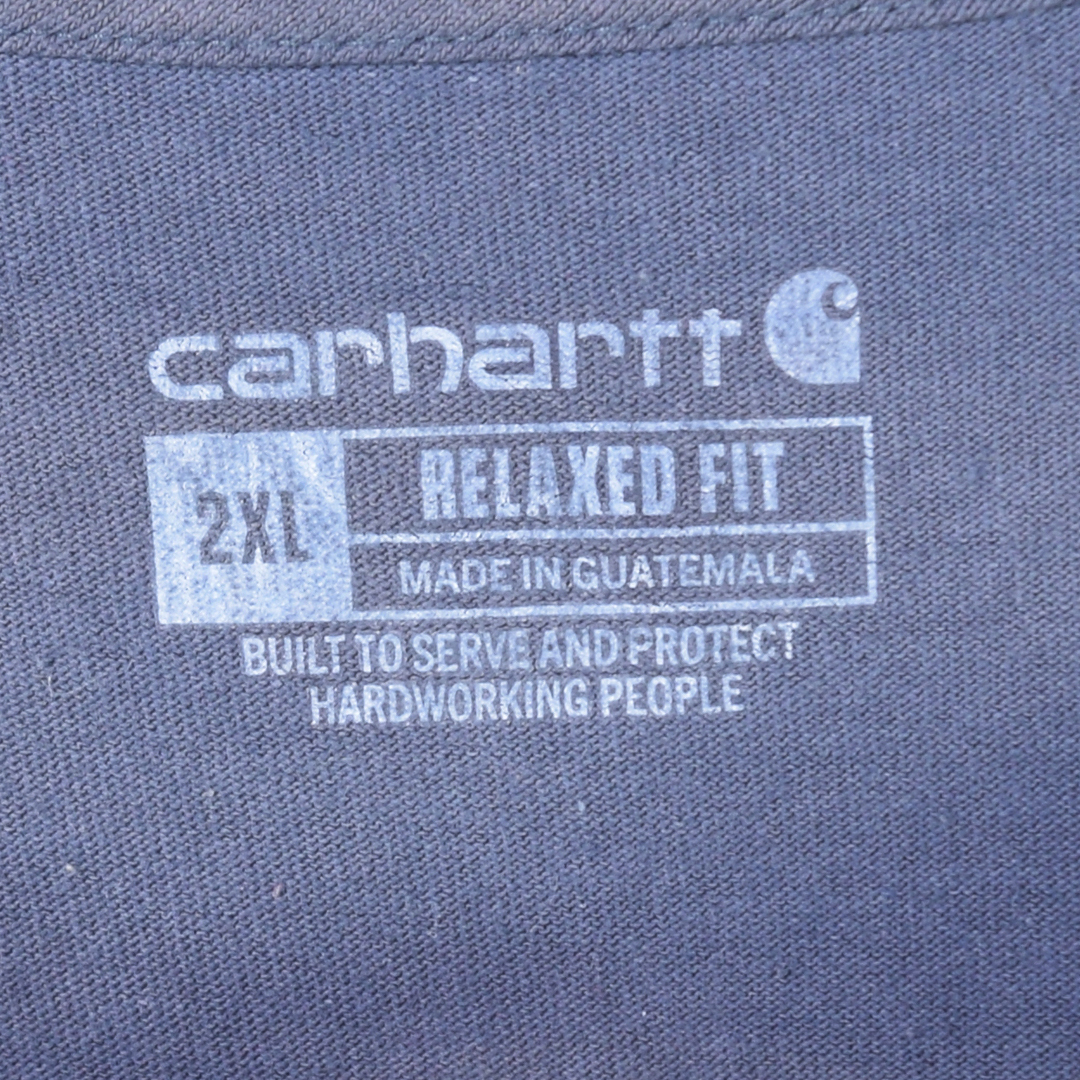 carhartt
2XL
RELAXED FIT
MADE IN GUATEMALA
BUILT TO SERVE AND PROTECT
HARDWORKING PEOPLE